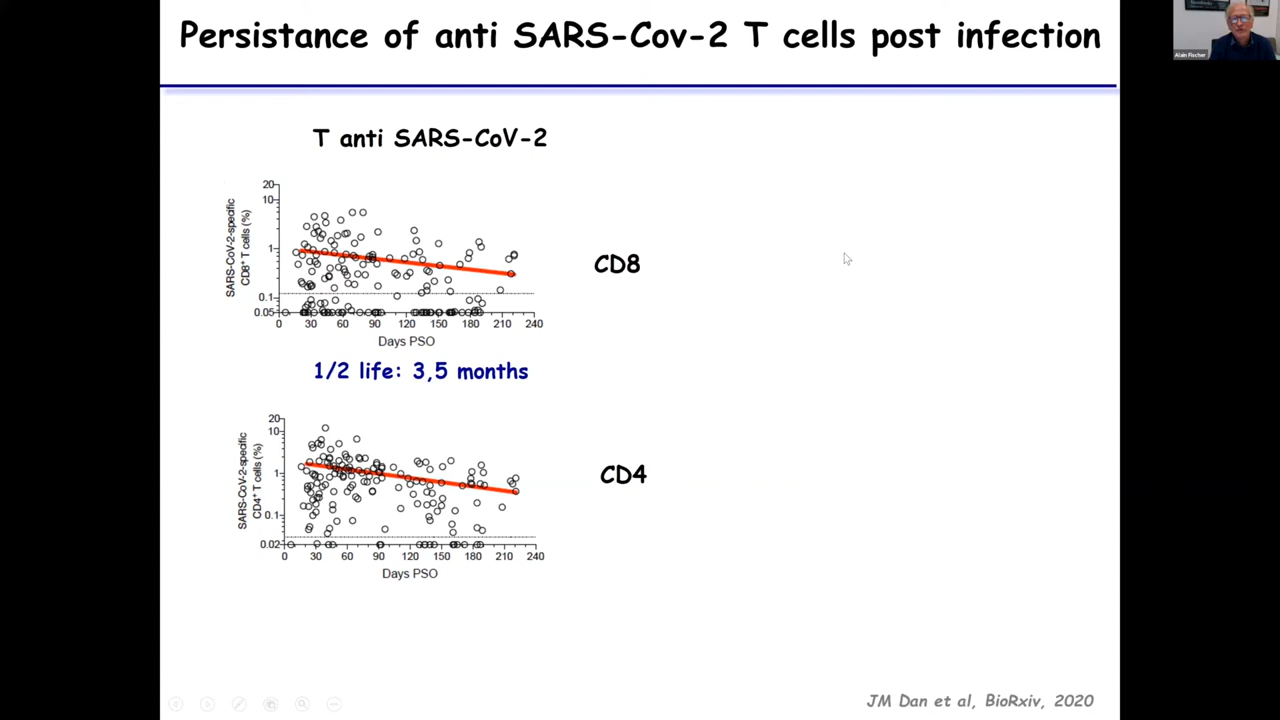 Persistance of anti SARS-Cov-2 T cells post infection
Alain Fischer
T anti SARS-CoV-2
SARS-CoV-2-specific
CD8+ T cells (%)
20
10
1
0.1
0.05
0 30 60 90 120 150 180 210 240
Days PSO
CD8
1/2 life: 3,5 months
SARS-CoV-2-specific
CD4+ T cells (%)
20
10
1
0.1
0.02
0 30 60 90 120 150 180 210 240
Days PSO
CD4
JM Dan et al, BioRxiv, 2020